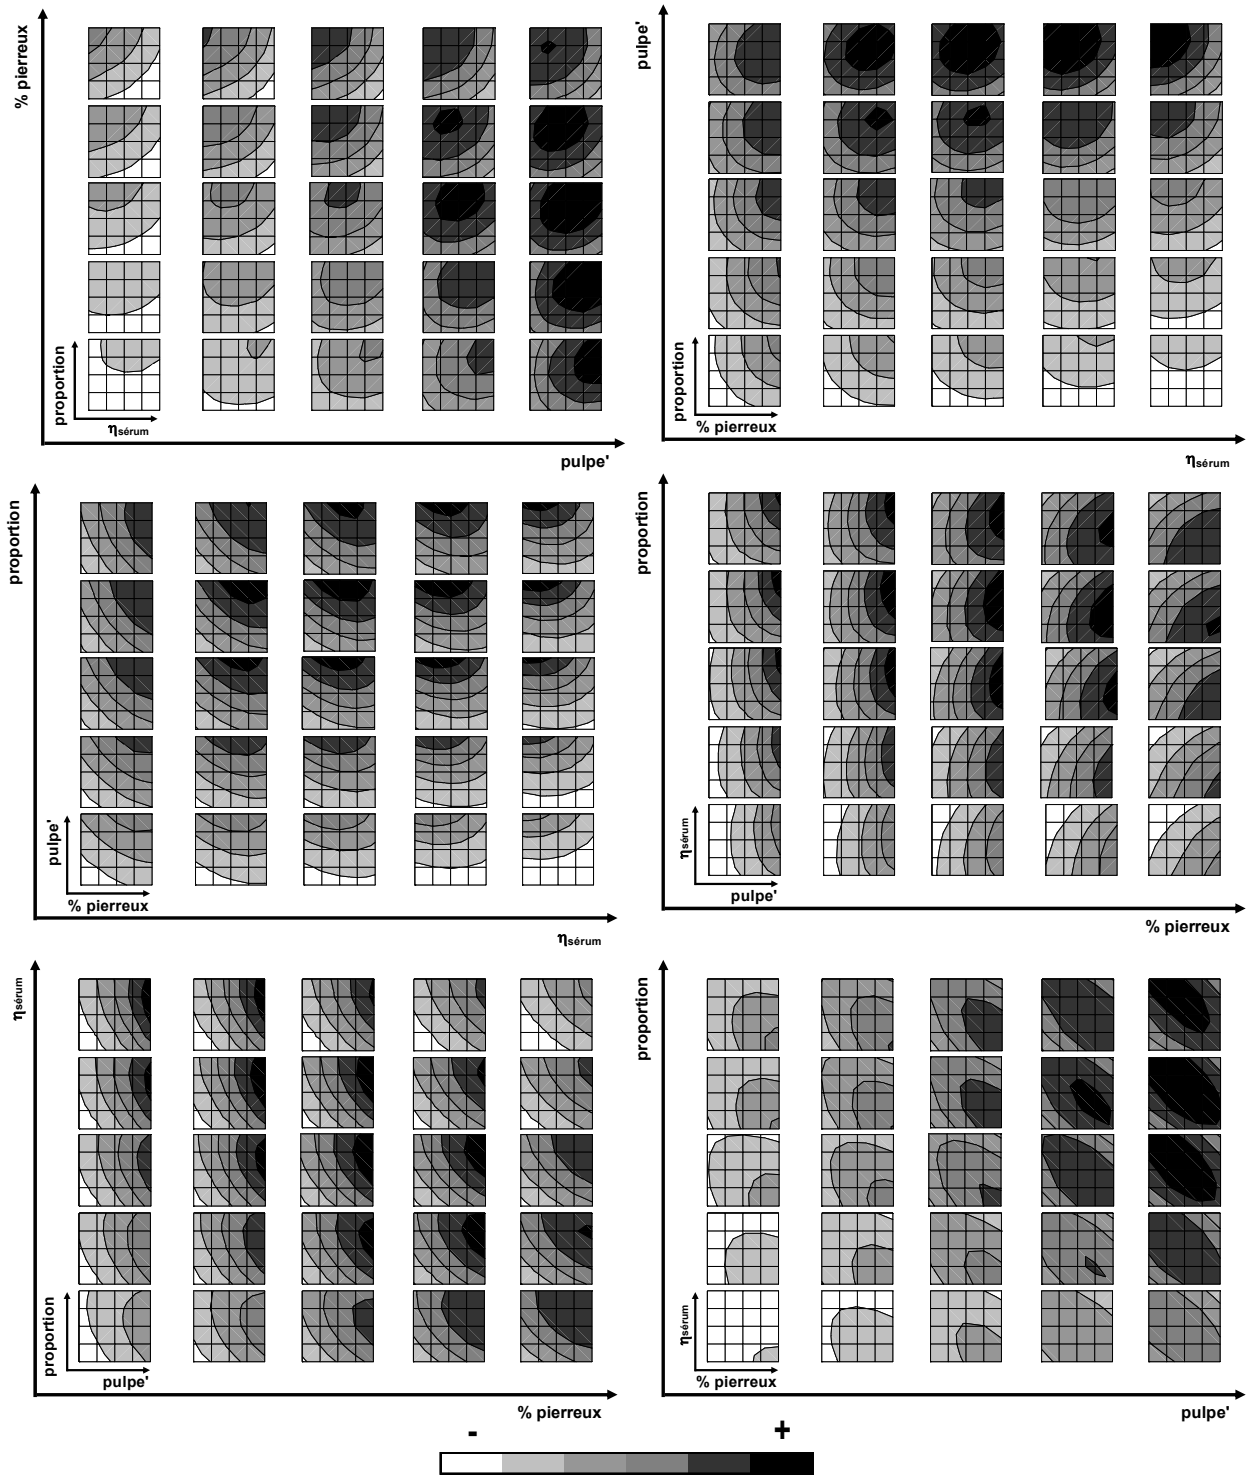 % pierreux
proportion
ηsérum
pulpe'
pulpe'
proportion
% pierreux
ηsérum
proportion
pulpe'
% pierreux
ηsérum
proportion
ηsérum
pulpe'
% pierreux
ηsérum
proportion
pulpe'
% pierreux
proportion
ηsérum
% pierreux
pulpe'
- +